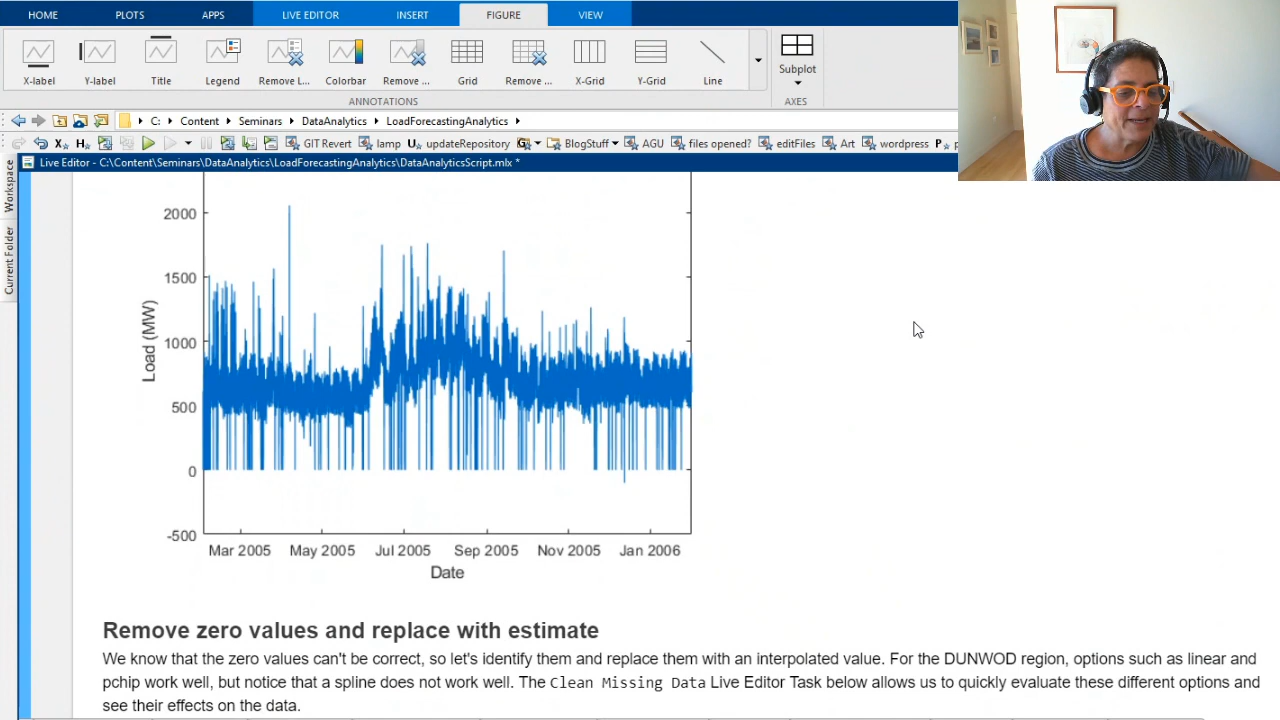 HOME PLOTS APPS LIVE EDITOR INSERT FIGURE VIEW
X-label Y-label Title Legend Remove L... Colorbar Remove ... Grid Remove ... X-Grid Y-Grid Line Subplot
ANNOTATIONS AXES
C: Content Seminars DataAnalytics LoadForecastingAnalytics
GIT Revert lamp updateRepository BlogStuff AGU files opened? editFiles Art wordpress
Live Editor - C:\Content\Seminars\DataAnalytics\LoadForecastingAnalytics\DataAnalyticsScript.mlx *
Workspace
Current Folder
2000
1500
1000
500
0
-500
Load (MW)
Mar 2005 May 2005 Jul 2005 Sep 2005 Nov 2005 Jan 2006
Date
Remove zero values and replace with estimate
We know that the zero values can't be correct, so let's identify them and replace them with an interpolated value. For the DUNWOD region, options such as linear and
pchip work well, but notice that a spline does not work well. The Clean Missing Data Live Editor Task below allows us to quickly evaluate these different options and
see their effects on the data.